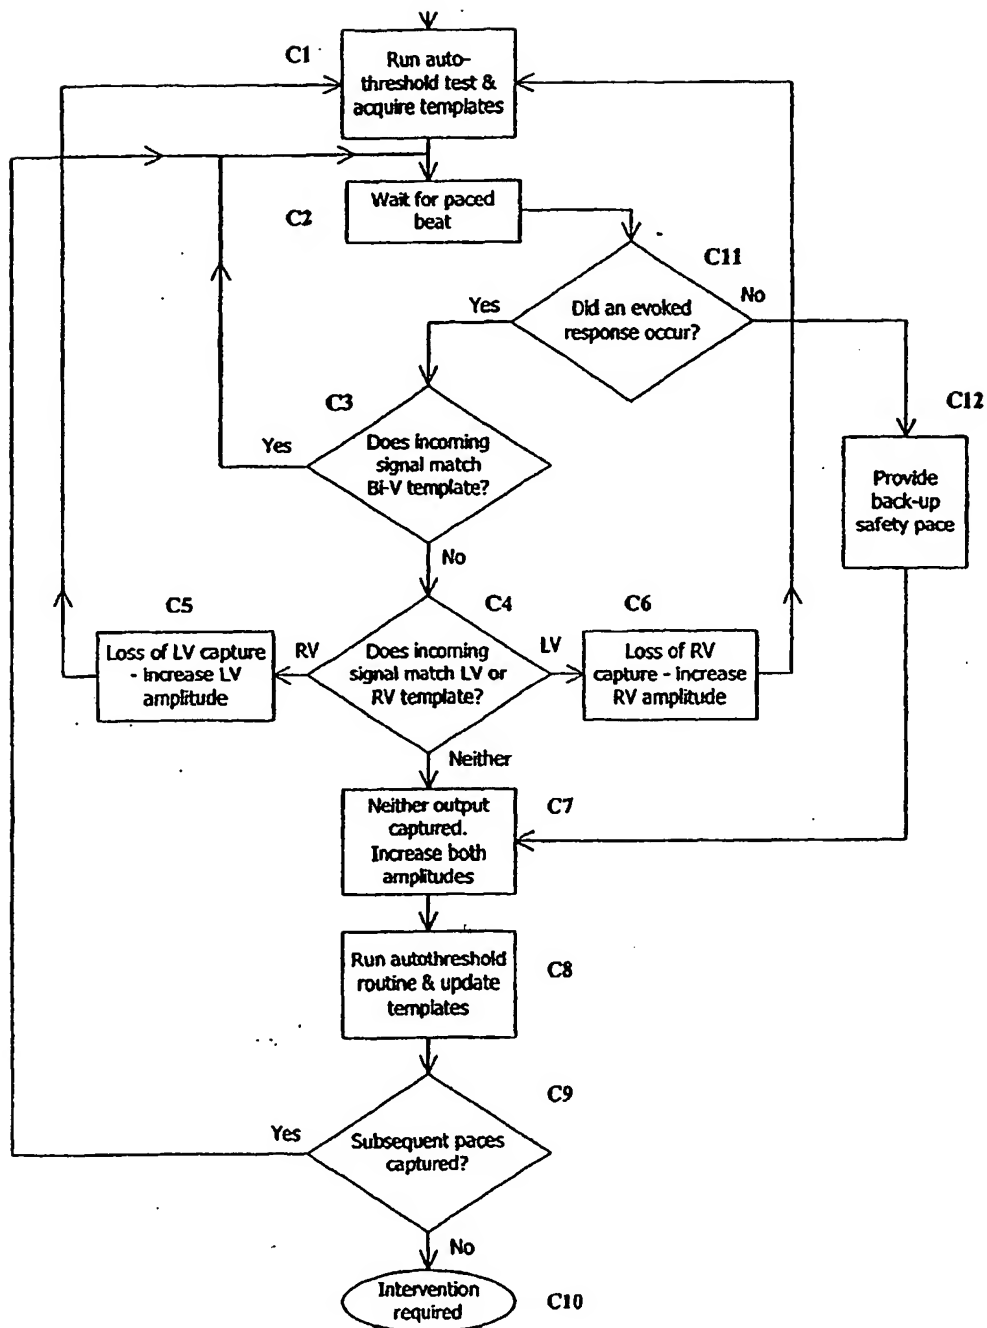 C1
Run auto-
threshold test &
acquire templates
C2
Wait for paced
beat
C11
Did an evoked
response occur?
Yes
No
C12
Provide
back-up
safety pace
C3
Does incoming
signal match
Bi-V template?
Yes
No
C4
Does incoming
signal match LV or
RV template?
RV
LV
Neither
C5
Loss of LV capture
- increase LV
amplitude
C6
Loss of RV
capture - increase
RV amplitude
C7
Neither output
captured.
Increase both
amplitudes
C8
Run autothreshold
routine & update
templates
C9
Subsequent paces
captured?
Yes
No
C10
Intervention
required